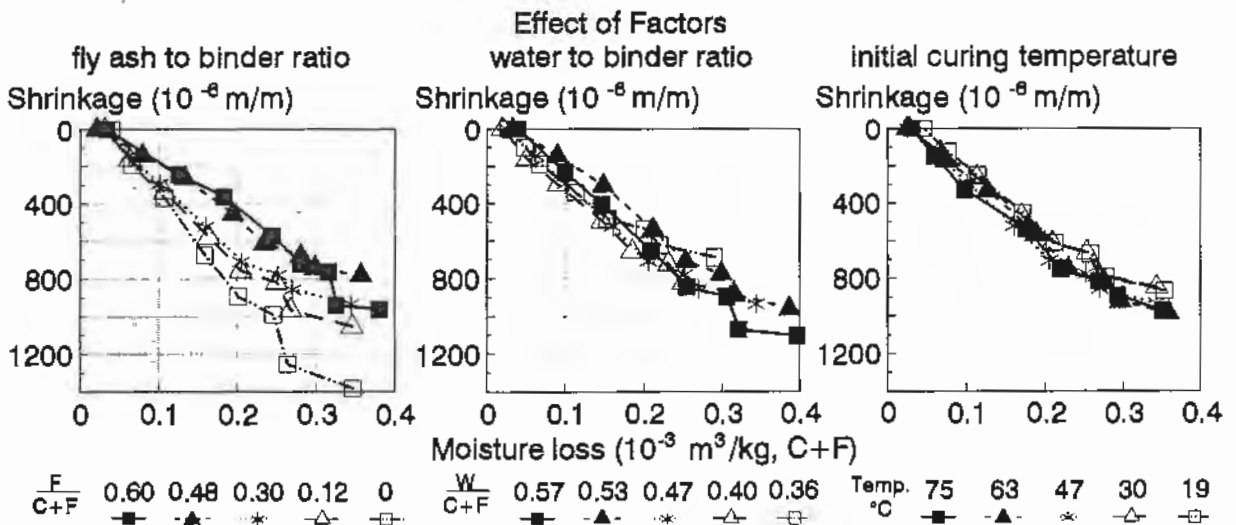 Effect of Factors
fly ash to binder ratio
water to binder ratio
initial curing temperature
Shrinkage (10 ⁻⁶ m/m)
Shrinkage (10 ⁻⁶ m/m)
Shrinkage (10 ⁻⁶ m/m)
0
400
800
1200
0
400
800
1200
0
400
800
1200
0 0.1 0.2 0.3 0.4
0 0.1 0.2 0.3 0.4
0 0.1 0.2 0.3 0.4
Moisture loss (10⁻³ m³/kg, C+F)
F
C+F 0.60 0.48 0.30 0.12 0
W
C+F 0.57 0.53 0.47 0.40 0.36
Temp. 75 63 47 30 19
°C